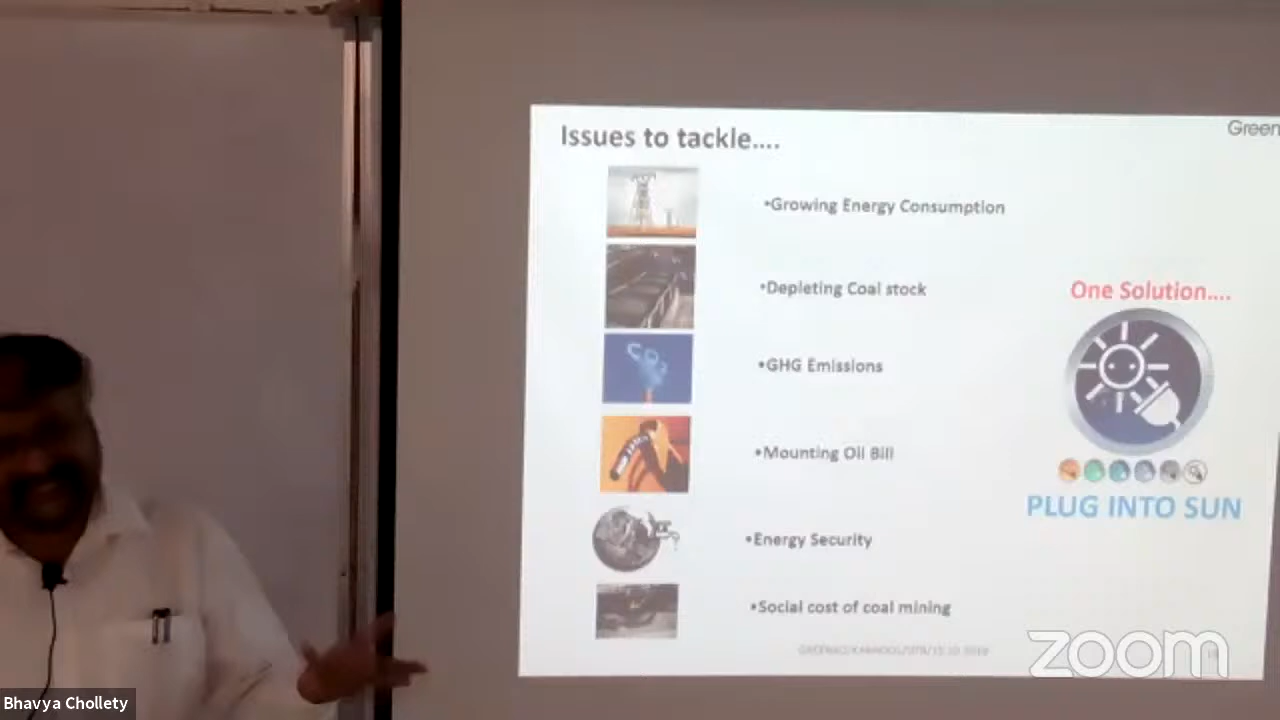 Green
Issues to tackle....
•Growing Energy Consumption
•Depleting Coal stock
One Solution....
CO2
•GHG Emissions
•Mounting Oil Bill
PLUG INTO SUN
•Energy Security
•Social cost of coal mining
zoom
Bhavya Chollety